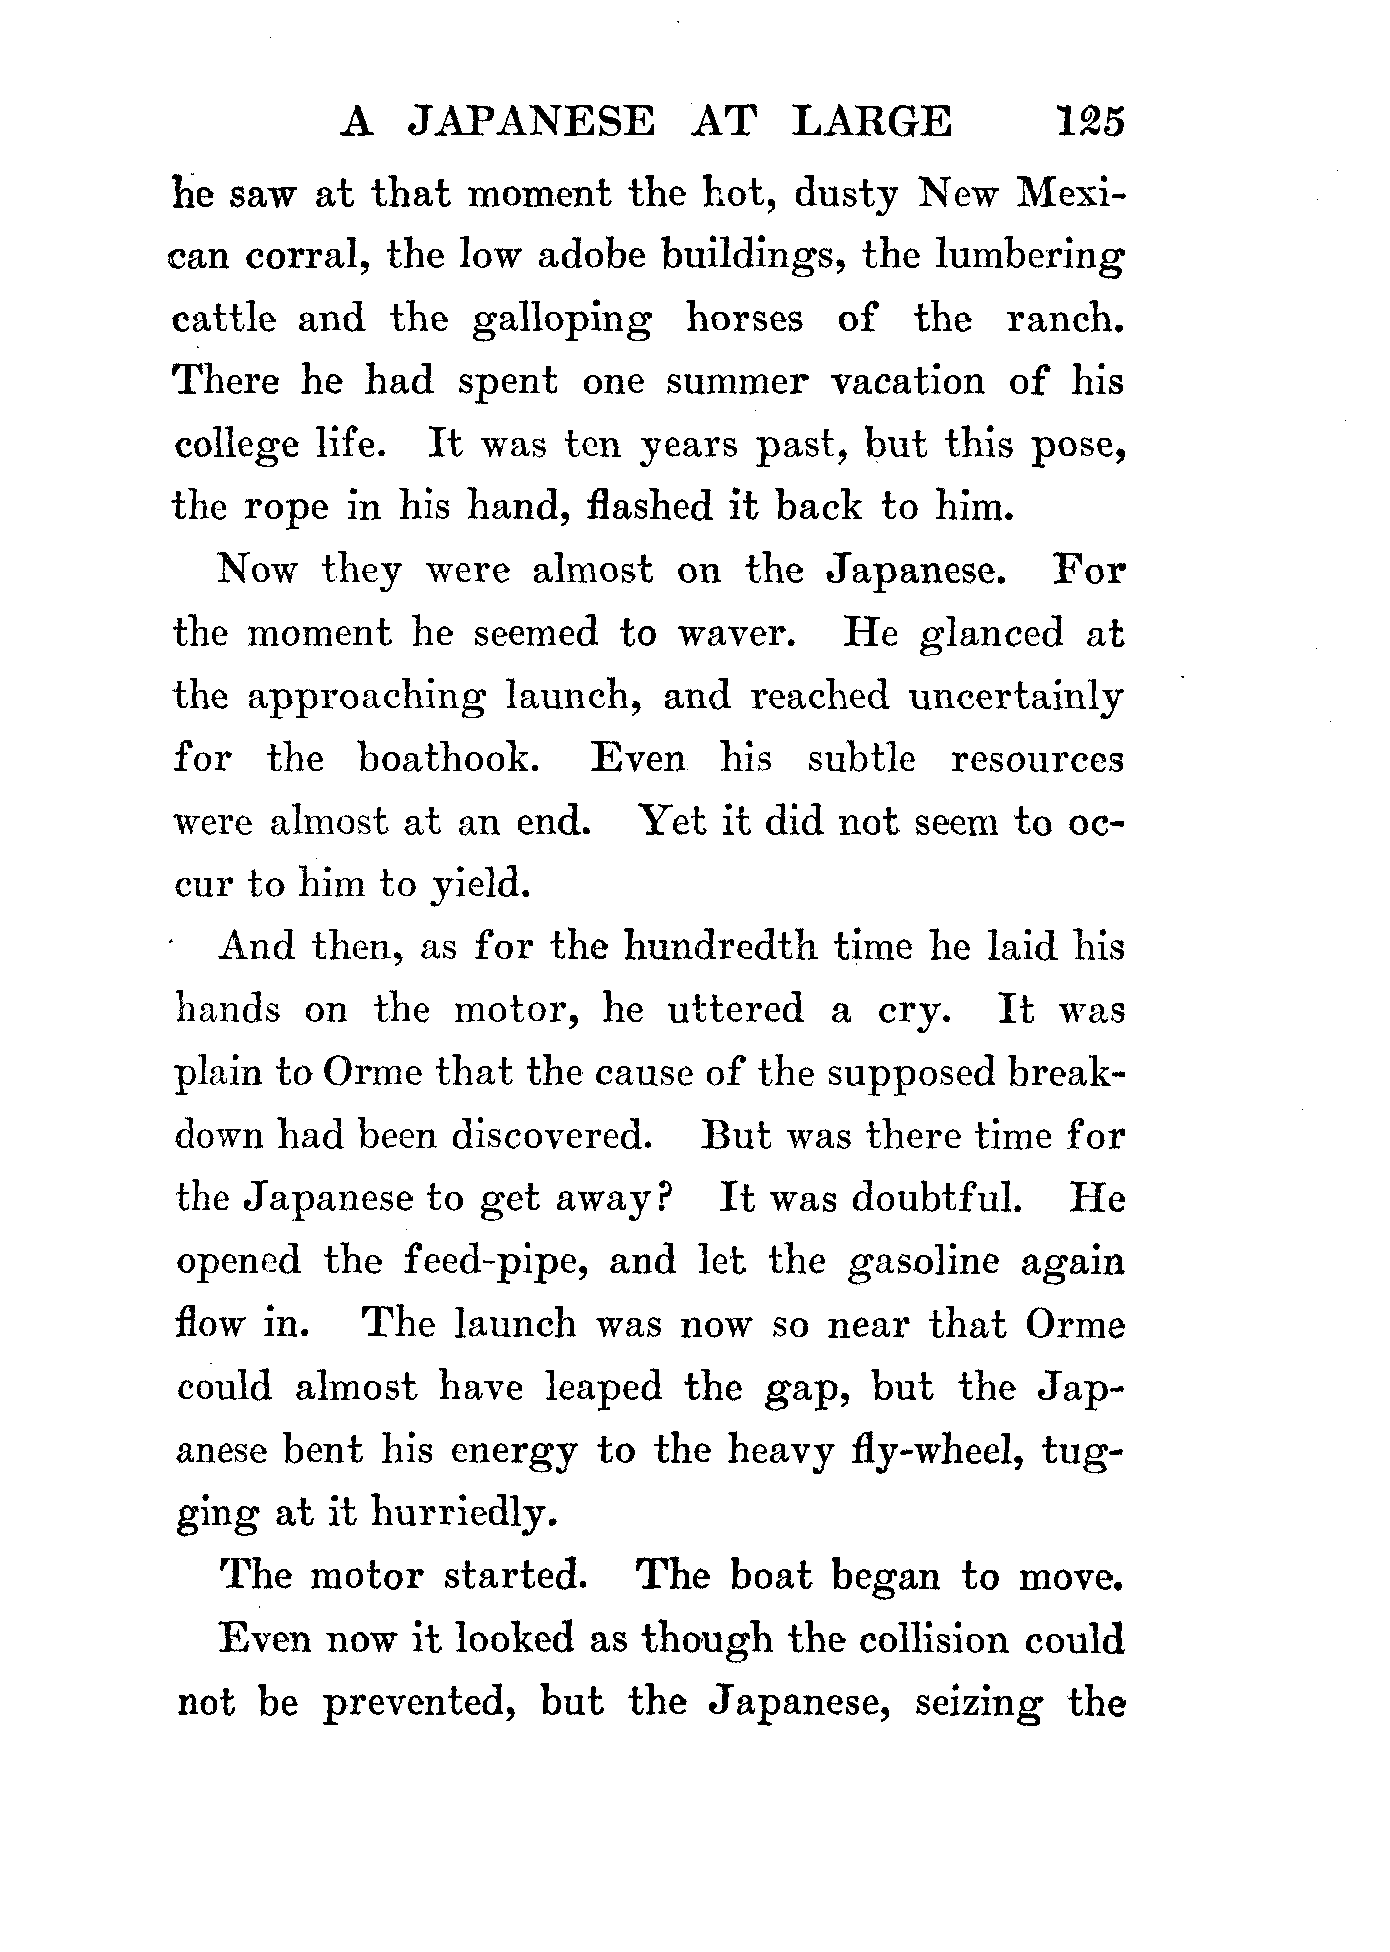 A JAPANESE AT LARGE 125
he saw at that moment the hot, dusty New Mexi-
can corral, the low adobe buildings, the lumbering
cattle and the galloping horses of the ranch.
There he had spent one summer vacation of his
college life. It was ten years past, but this pose,
the rope in his hand, flashed it back to him.
Now they were almost on the Japanese. For
the moment he seemed to waver. He glanced at
the approaching launch, and reached uncertainly
for the boathook. Even his subtle resources
were almost at an end. Yet it did not seem to oc-
cur to him to yield.
And then, as for the hundredth time he laid his
hands on the motor, he uttered a cry. It was
plain to Orme that the cause of the supposed break-
down had been discovered. But was there time for
the Japanese to get away? It was doubtful. He
opened the feed-pipe, and let the gasoline again
flow in. The launch was now so near that Orme
could almost have leaped the gap, but the Jap-
anese bent his energy to the heavy fly-wheel, tug-
ging at it hurriedly.
The motor started. The boat began to move.
Even now it looked as though the collision could
not be prevented, but the Japanese, seizing the